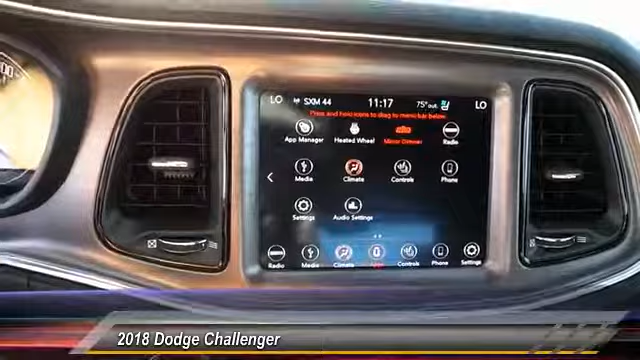 LO SXM 44 11:17 75°out. LO
Press and hold icons to drag to menu bar below.
App Manager Heated Wheel Mirror Dimmer Radio
Media Climate Controls Phone
Settings Audio Settings
Radio Media Climate Controls Phone Settings
2018 Dodge Challenger